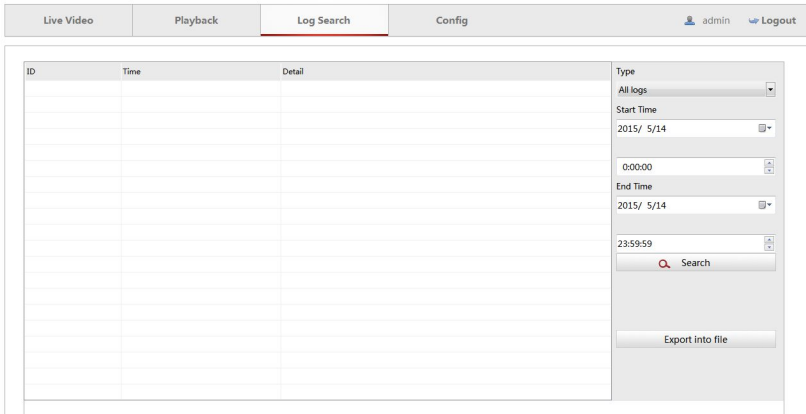 Live Video Playback Log Search Config admin Logout
ID Time Detail
Type
All logs
Start Time
2015/ 5/14
0:00:00
End Time
2015/ 5/14
23:59:59
Search
Export into file